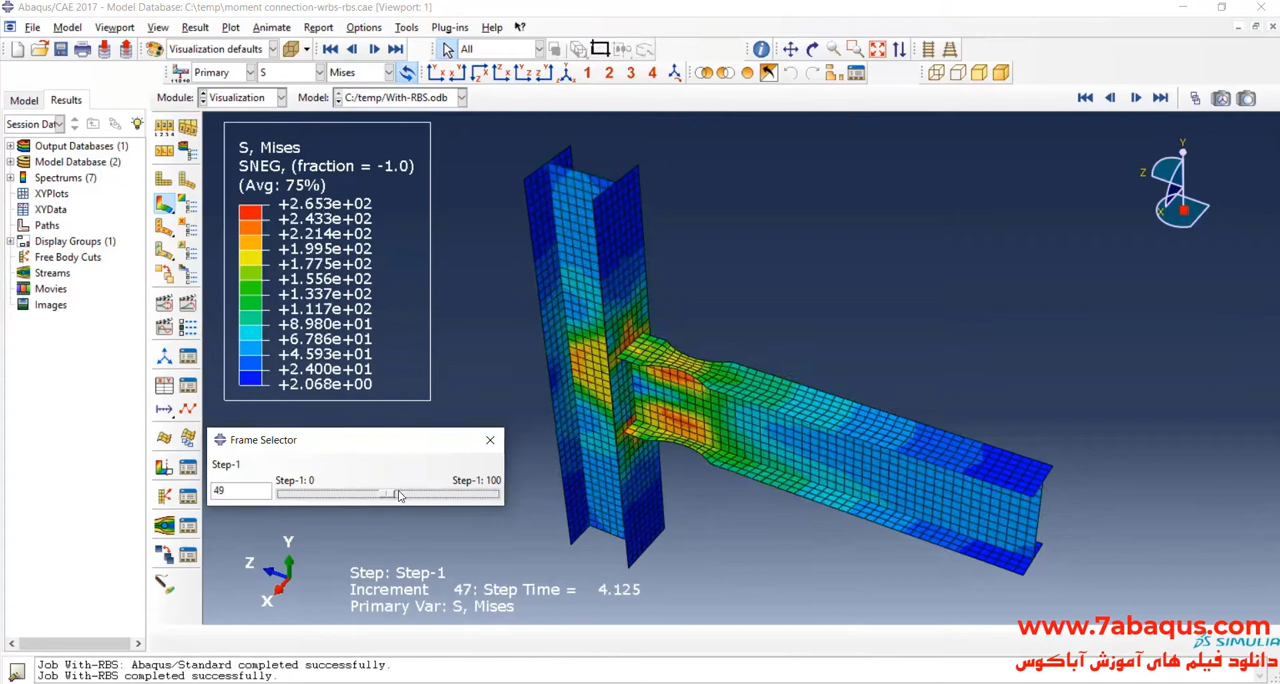 Abaqus/CAE 2017 - Model Database: C:\temp\moment connection-wrbs-rbs.cae [Viewport: 1]
File Model Viewport View Result Plot Animate Report Options Tools Plug-ins Help
Visualization defaults All
Primary S Mises 1 2 3 4
Model Results Module: Visualization Model: C:/temp/With-RBS.odb
Session Dat
Output Databases (1)
Model Database (2)
Spectrums (7)
XYPlots
XYData
Paths
Display Groups (1)
Free Body Cuts
Streams
Movies
Images
S, Mises
SNEG, (fraction = -1.0)
(Avg: 75%)
+2.653e+02
+2.433e+02
+2.214e+02
+1.995e+02
+1.775e+02
+1.556e+02
+1.337e+02
+1.117e+02
+8.980e+01
+6.786e+01
+4.593e+01
+2.400e+01
+2.068e+00
Y
Z
X
Frame Selector
Step-1
Step-1: 0 Step-1: 100
49
Y
Z
X
Step: Step-1
Increment 47: Step Time = 4.125
Primary Var: S, Mises
www.7abaqus.com
SIMULIA
دانلود فیلم های آموزش آباکوس
Job With-RBS: Abaqus/Standard completed successfully.
Job With-RBS completed successfully.